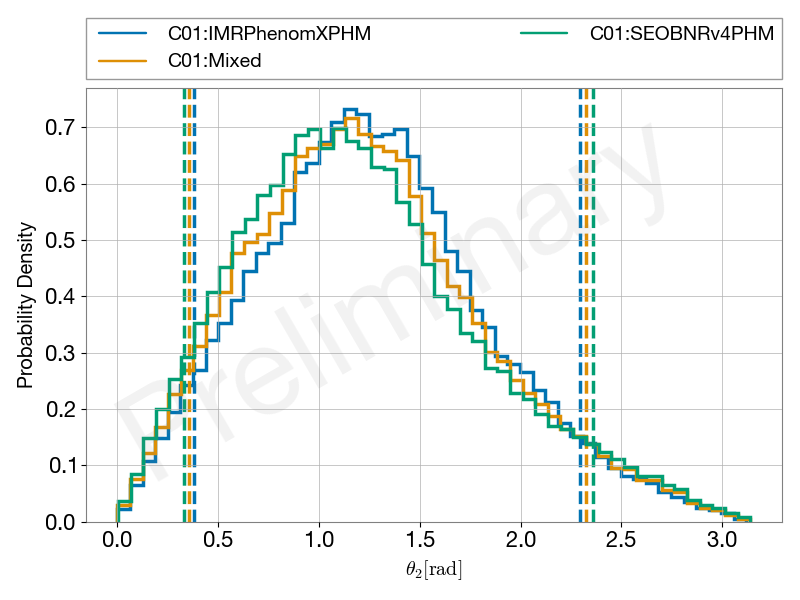 C01:IMRPhenomXPHM
C01:SEOBNRv4PHM
C01:Mixed
Preliminary
Probability Density
0.7
0.6
0.5
0.4
0.3
0.2
0.1
0.0
0.0 0.5 1.0 1.5 2.0 2.5 3.0
θ₂[rad]